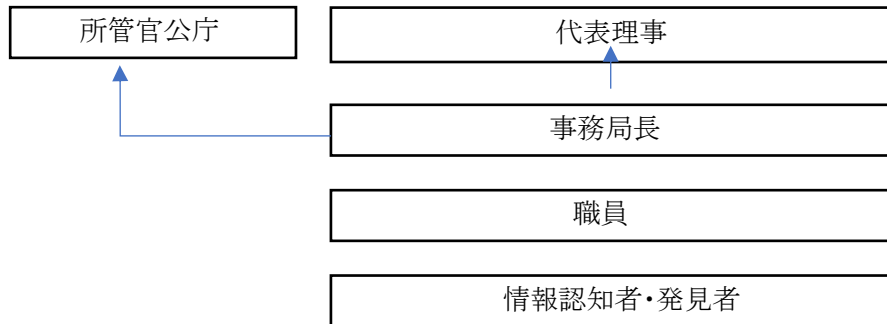 所管官公庁
代表理事
事務局長
職員
情報認知者・発見者